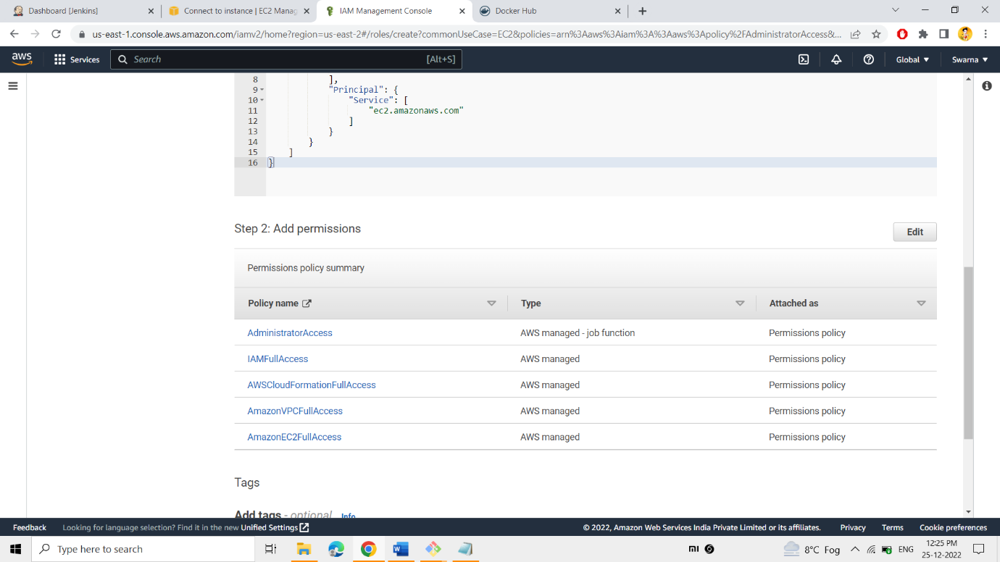 Dashboard [Jenkins]
Connect to instance | EC2 Manag
IAM Management Console
Docker Hub
us-east-1.console.aws.amazon.com/iamv2/home?region=us-east-2#/roles/create?commonUseCase=EC2&policies=arn%3Aaws%3Aiam%3A%3Aaws%3Apolicy%2FAdministratorAccess&...
aws
Services
Search
[Alt+S]
Global
Swarna
8 ],
9 "Principal": {
10 "Service": [
11 "ec2.amazonaws.com"
12 ]
13 }
14 }
15 ]
16 }
Step 2: Add permissions
Edit
Permissions policy summary
Policy name Type Attached as
AdministratorAccess AWS managed - job function Permissions policy
IAMFullAccess AWS managed Permissions policy
AWSCloudFormationFullAccess AWS managed Permissions policy
AmazonVPCFullAccess AWS managed Permissions policy
AmazonEC2FullAccess AWS managed Permissions policy
Tags
Add tags - optional Info
Feedback Looking for language selection? Find it in the new Unified Settings © 2022, Amazon Web Services India Private Limited or its affiliates. Privacy Terms Cookie preferences
Type here to search
8°C Fog
ENG
12:25 PM
25-12-2022